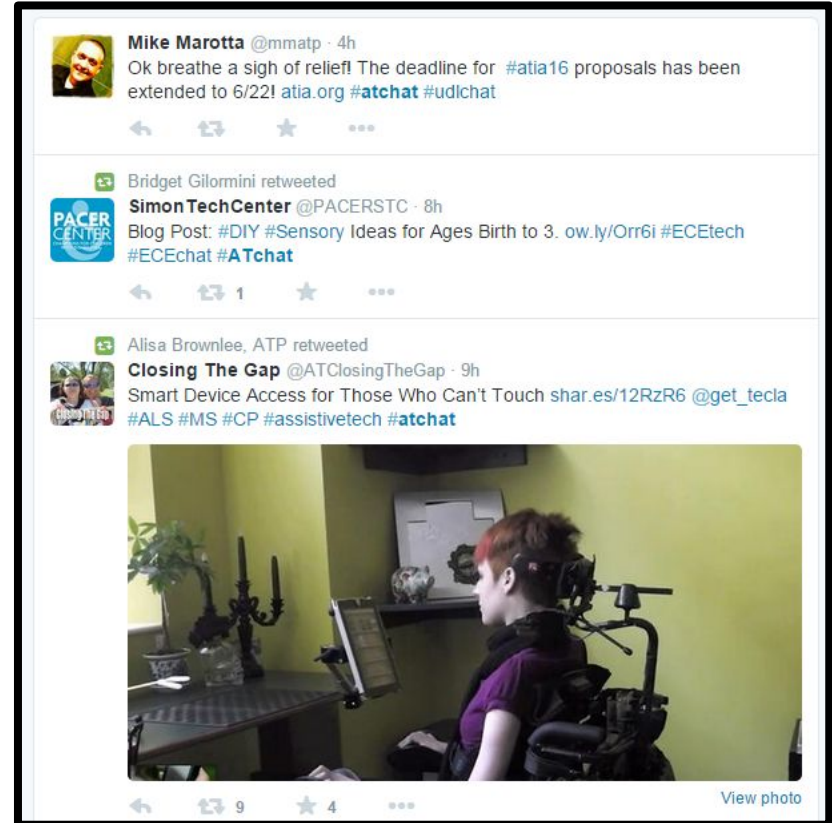 Mike Marotta @mmatp · 4h
Ok breathe a sigh of relief! The deadline for #atia16 proposals has been
extended to 6/22! atia.org #atchat #udlchat
Bridget Gilormini retweeted
SimonTechCenter @PACERSTC · 8h
PACER
CENTER
Blog Post: #DIY #Sensory Ideas for Ages Birth to 3. ow.ly/Orr6i #ECEtech
#ECEchat #ATchat
1
Alisa Brownlee, ATP retweeted
Closing The Gap @ATClosingTheGap · 9h
Smart Device Access for Those Who Can't Touch shar.es/12RzR6 @get_tecla
#ALS #MS #CP #assistivetech #atchat
Closing The Gap
9 4
View photo